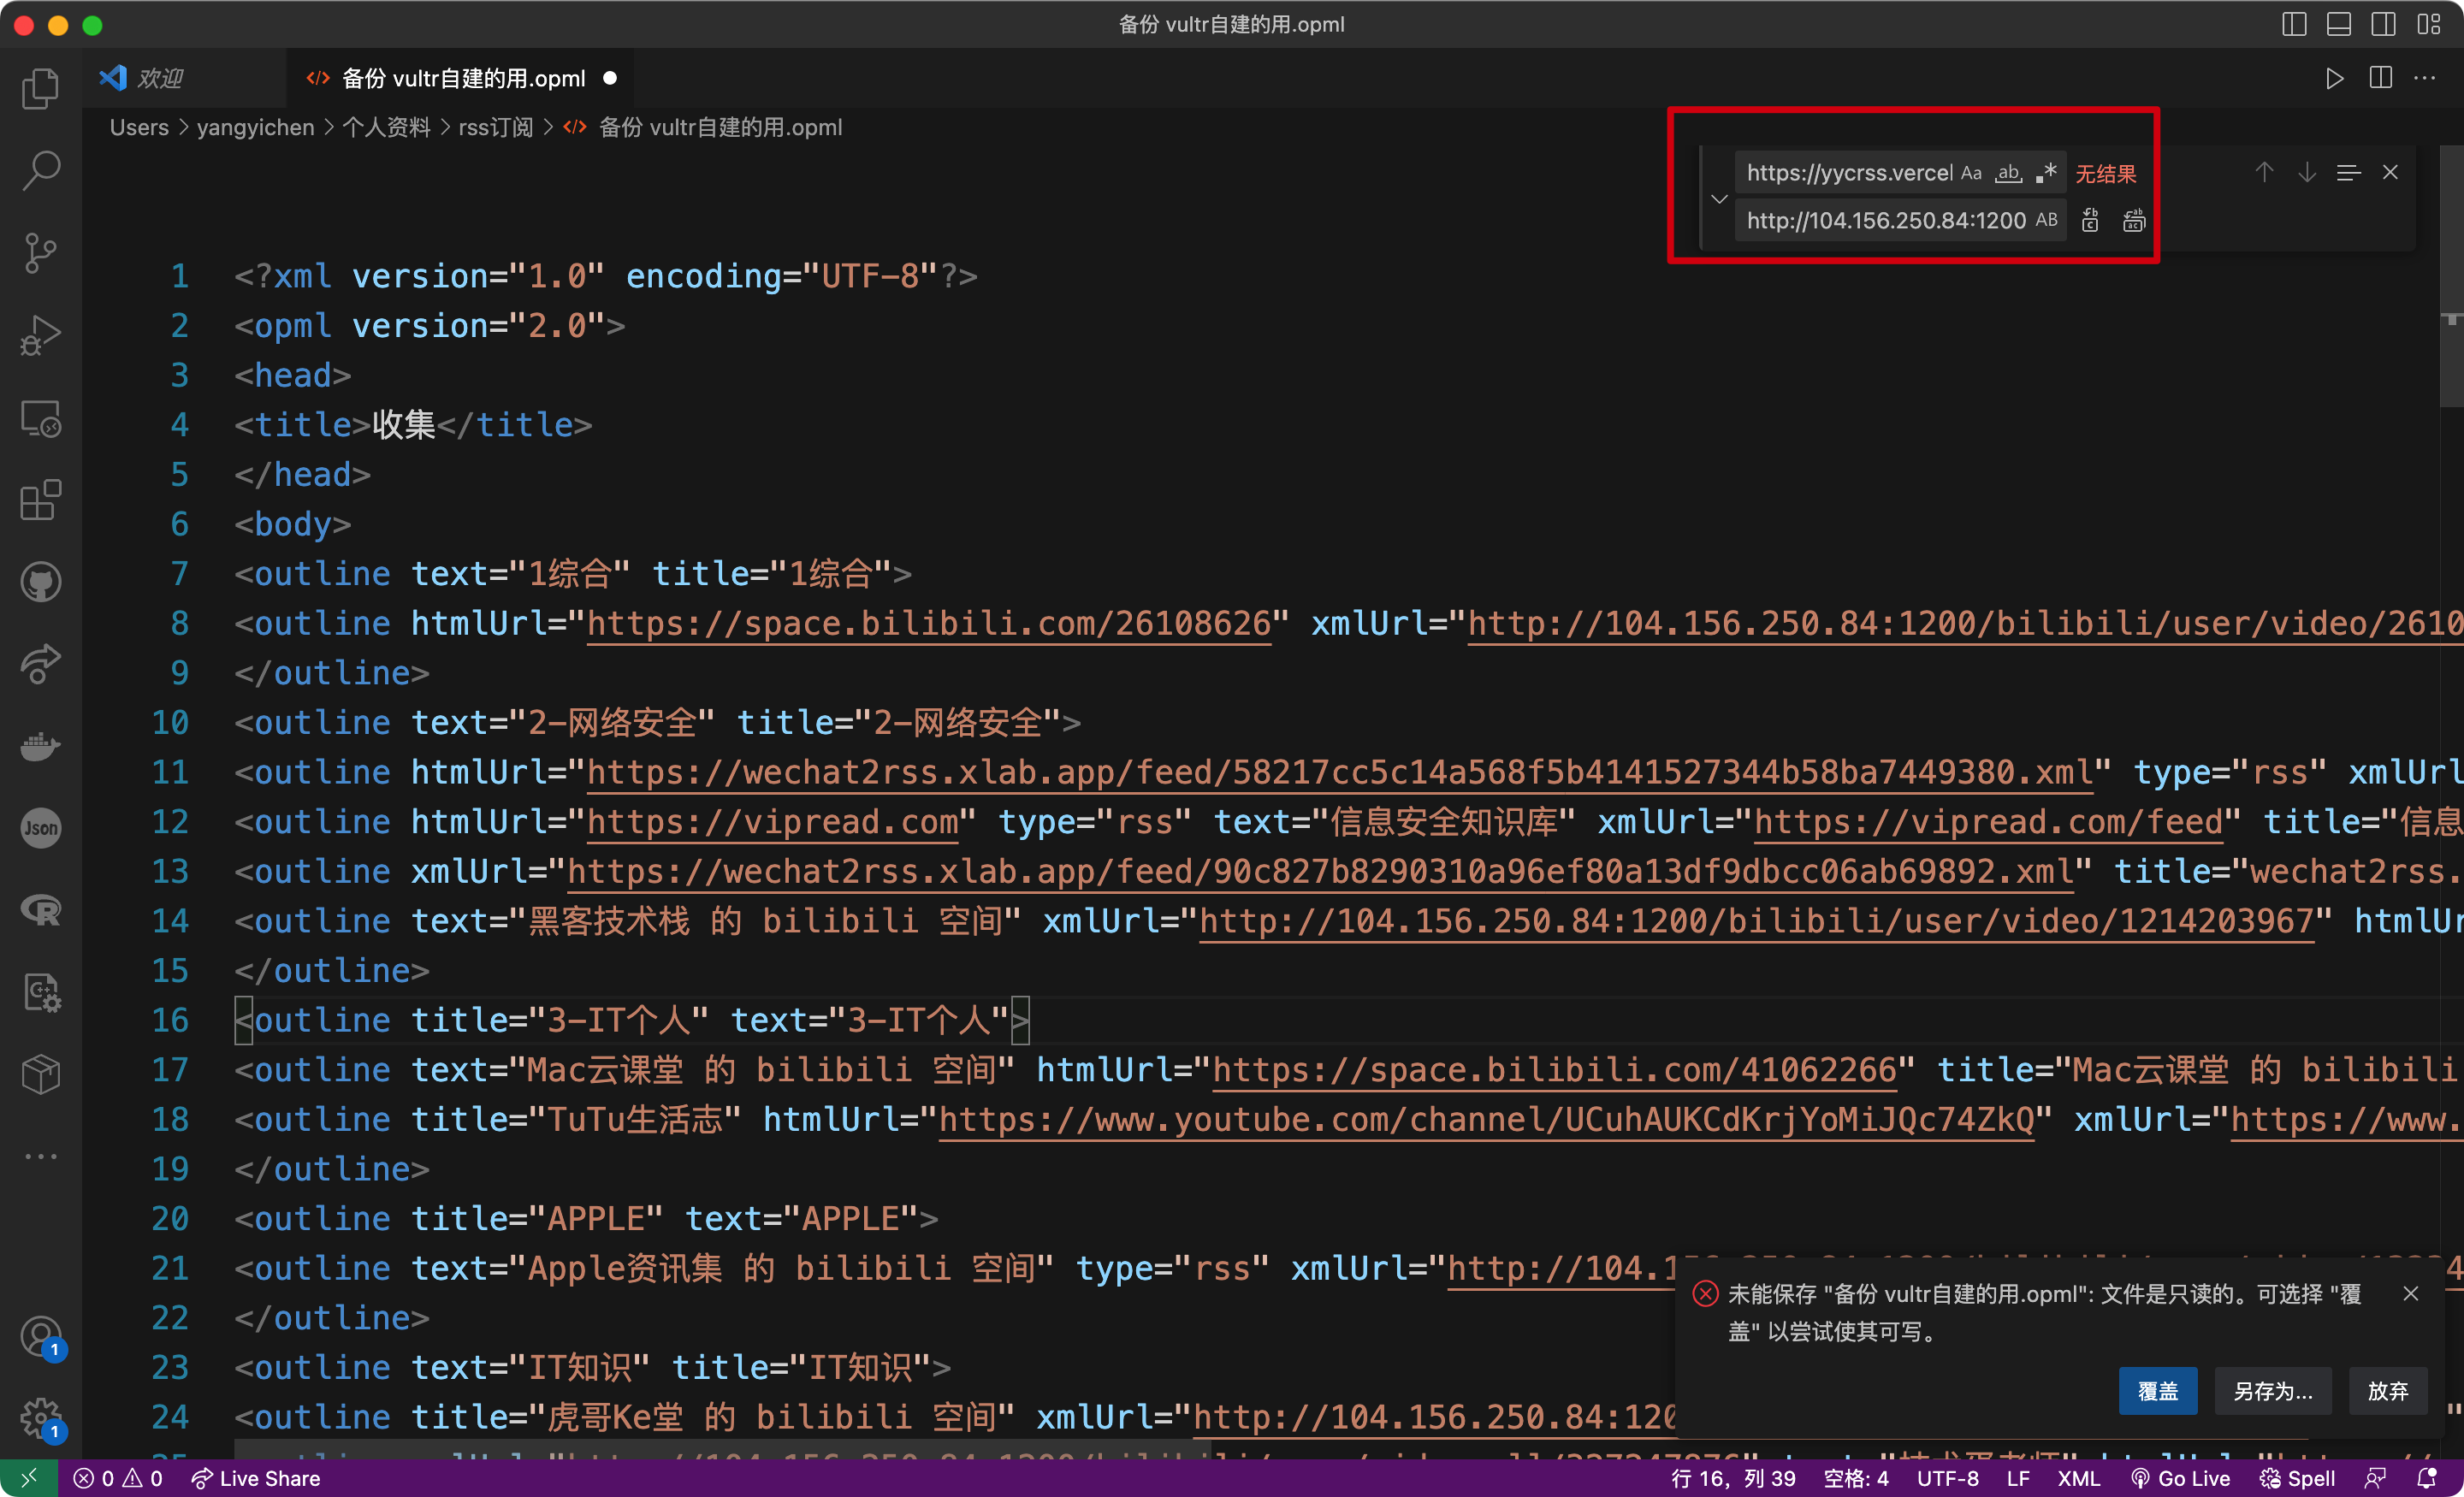 备份 vultr自建的用.opml
欢迎
备份 vultr自建的用.opml
Users > yangyichen > 个人资料 > rss订阅 > 备份 vultr自建的用.opml
https://yycrss.vercel Aa ab .* 无结果
http://104.156.250.84:1200 AB
1 <?xml version="1.0" encoding="UTF-8"?>
2 <opml version="2.0">
3 <head>
4 <title>收集</title>
5 </head>
6 <body>
7 <outline text="1综合" title="1综合">
8 <outline htmlUrl="https://space.bilibili.com/26108626" xmlUrl="http://104.156.250.84:1200/bilibili/user/video/2610
9 </outline>
10 <outline text="2-网络安全" title="2-网络安全">
11 <outline htmlUrl="https://wechat2rss.xlab.app/feed/58217cc5c14a568f5b4141527344b58ba7449380.xml" type="rss" xmlUrl
12 <outline htmlUrl="https://vipread.com" type="rss" text="信息安全知识库" xmlUrl="https://vipread.com/feed" title="信息
13 <outline xmlUrl="https://wechat2rss.xlab.app/feed/90c827b8290310a96ef80a13df9dbcc06ab69892.xml" title="wechat2rss.
14 <outline text="黑客技术栈 的 bilibili 空间" xmlUrl="http://104.156.250.84:1200/bilibili/user/video/1214203967" htmlUr
15 </outline>
16 <outline title="3-IT个人" text="3-IT个人">
17 <outline text="Mac云课堂 的 bilibili 空间" htmlUrl="https://space.bilibili.com/41062266" title="Mac云课堂 的 bilibili
18 <outline title="TuTu生活志" htmlUrl="https://www.youtube.com/channel/UCuhAUKCdKrjYoMiJQc74ZkQ" xmlUrl="https://www.
19 </outline>
20 <outline title="APPLE" text="APPLE">
21 <outline text="Apple资讯集 的 bilibili 空间" type="rss" xmlUrl="http://104.1
22 </outline>
23 <outline text="IT知识" title="IT知识">
24 <outline title="虎哥Ke堂 的 bilibili 空间" xmlUrl="http://104.156.250.84:120
未能保存 "备份 vultr自建的用.opml": 文件是只读的。可选择 "覆
盖" 以尝试使其可写。
覆盖 另存为... 放弃
Json
1
1
0 0 Live Share 行 16，列 39 空格: 4 UTF-8 LF XML Go Live Spell